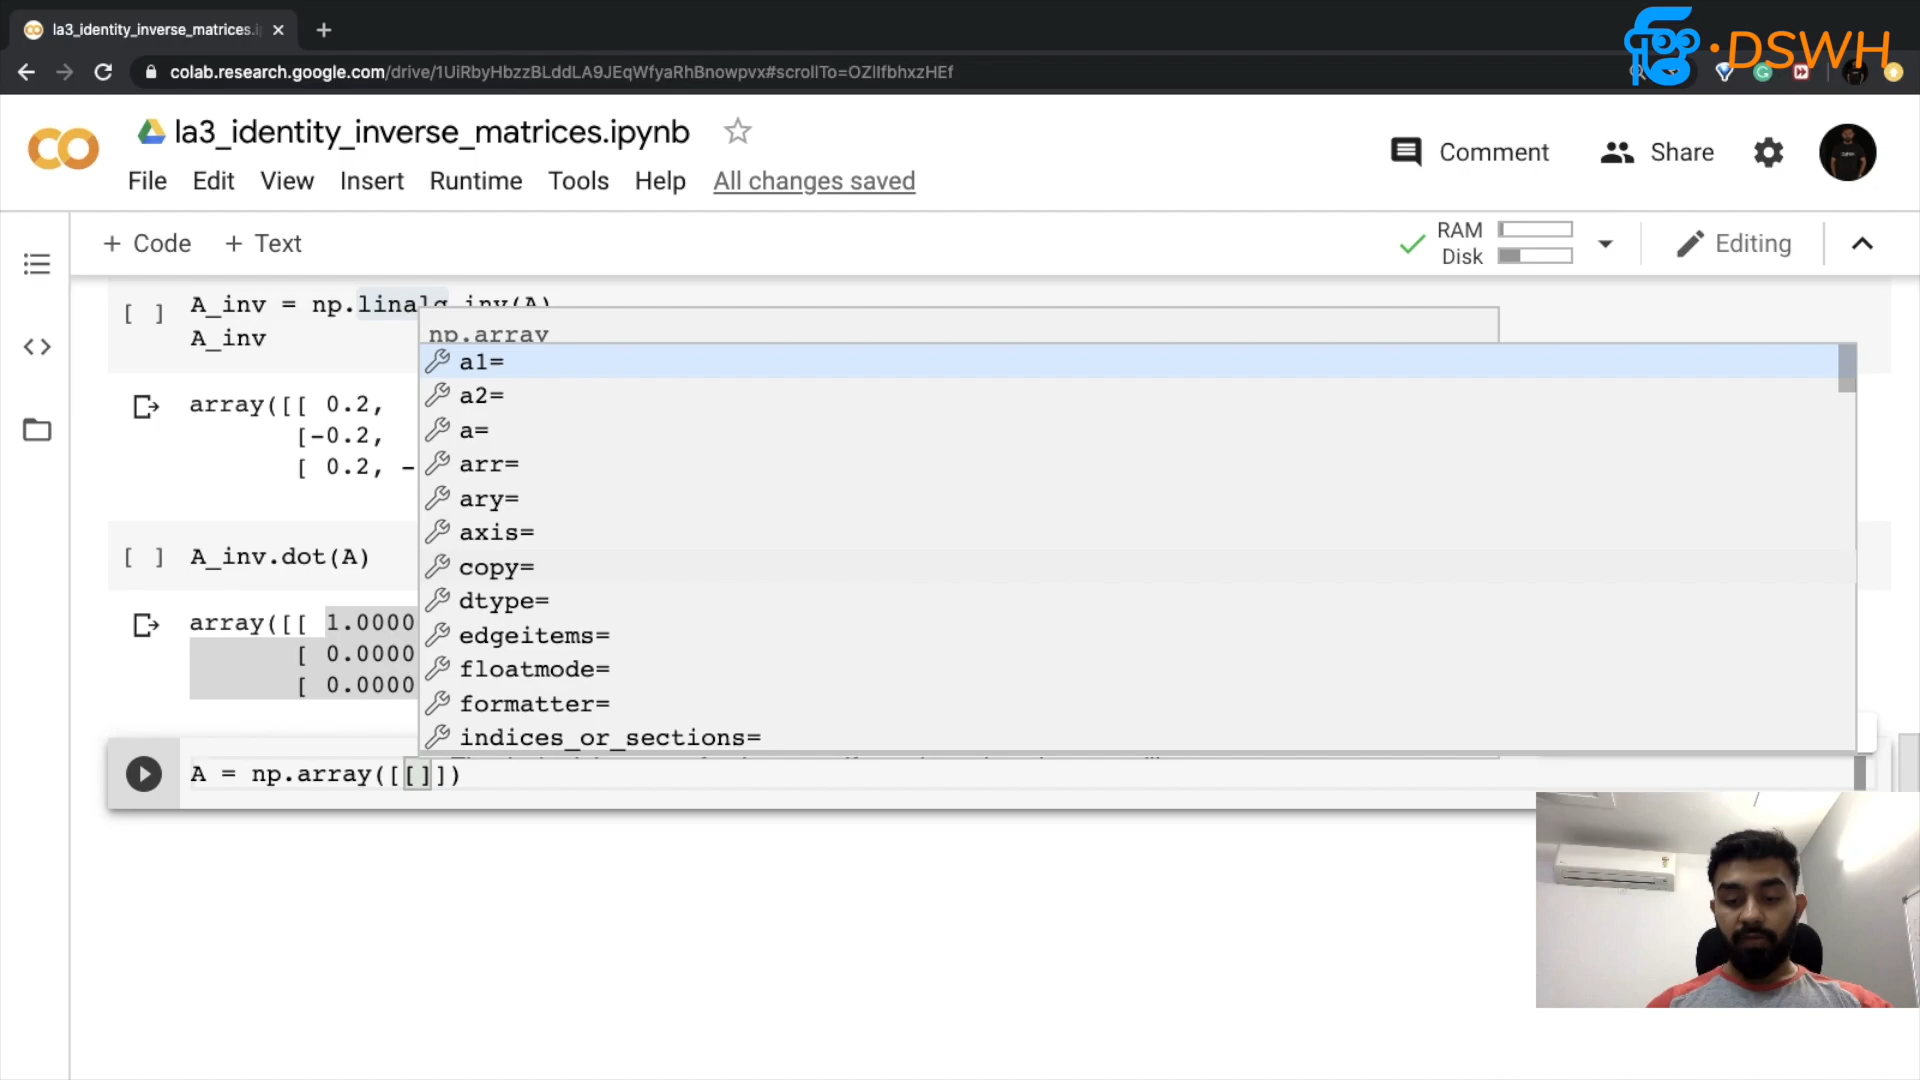 la3_identity_inverse_matrices.i
colab.research.google.com/drive/1UiRbyHbzzBLddLA9JEqWfyaRhBnowpvx#scrollTo=OZlIfbhxzHEf
DSWH
la3_identity_inverse_matrices.ipynb
Comment
Share
File Edit View Insert Runtime Tools Help All changes saved
+ Code + Text
RAM
Disk
Editing
[ ] A_inv = np.linalg.inv(A)
A_inv
np.array
a1=
a2=
a=
arr=
ary=
axis=
copy=
dtype=
edgeitems=
floatmode=
formatter=
indices_or_sections=
array([[ 0.2,
[-0.2,
[ 0.2, -
[ ] A_inv.dot(A)
array([[ 1.0000
[ 0.0000
[ 0.0000
A = np.array([[]])